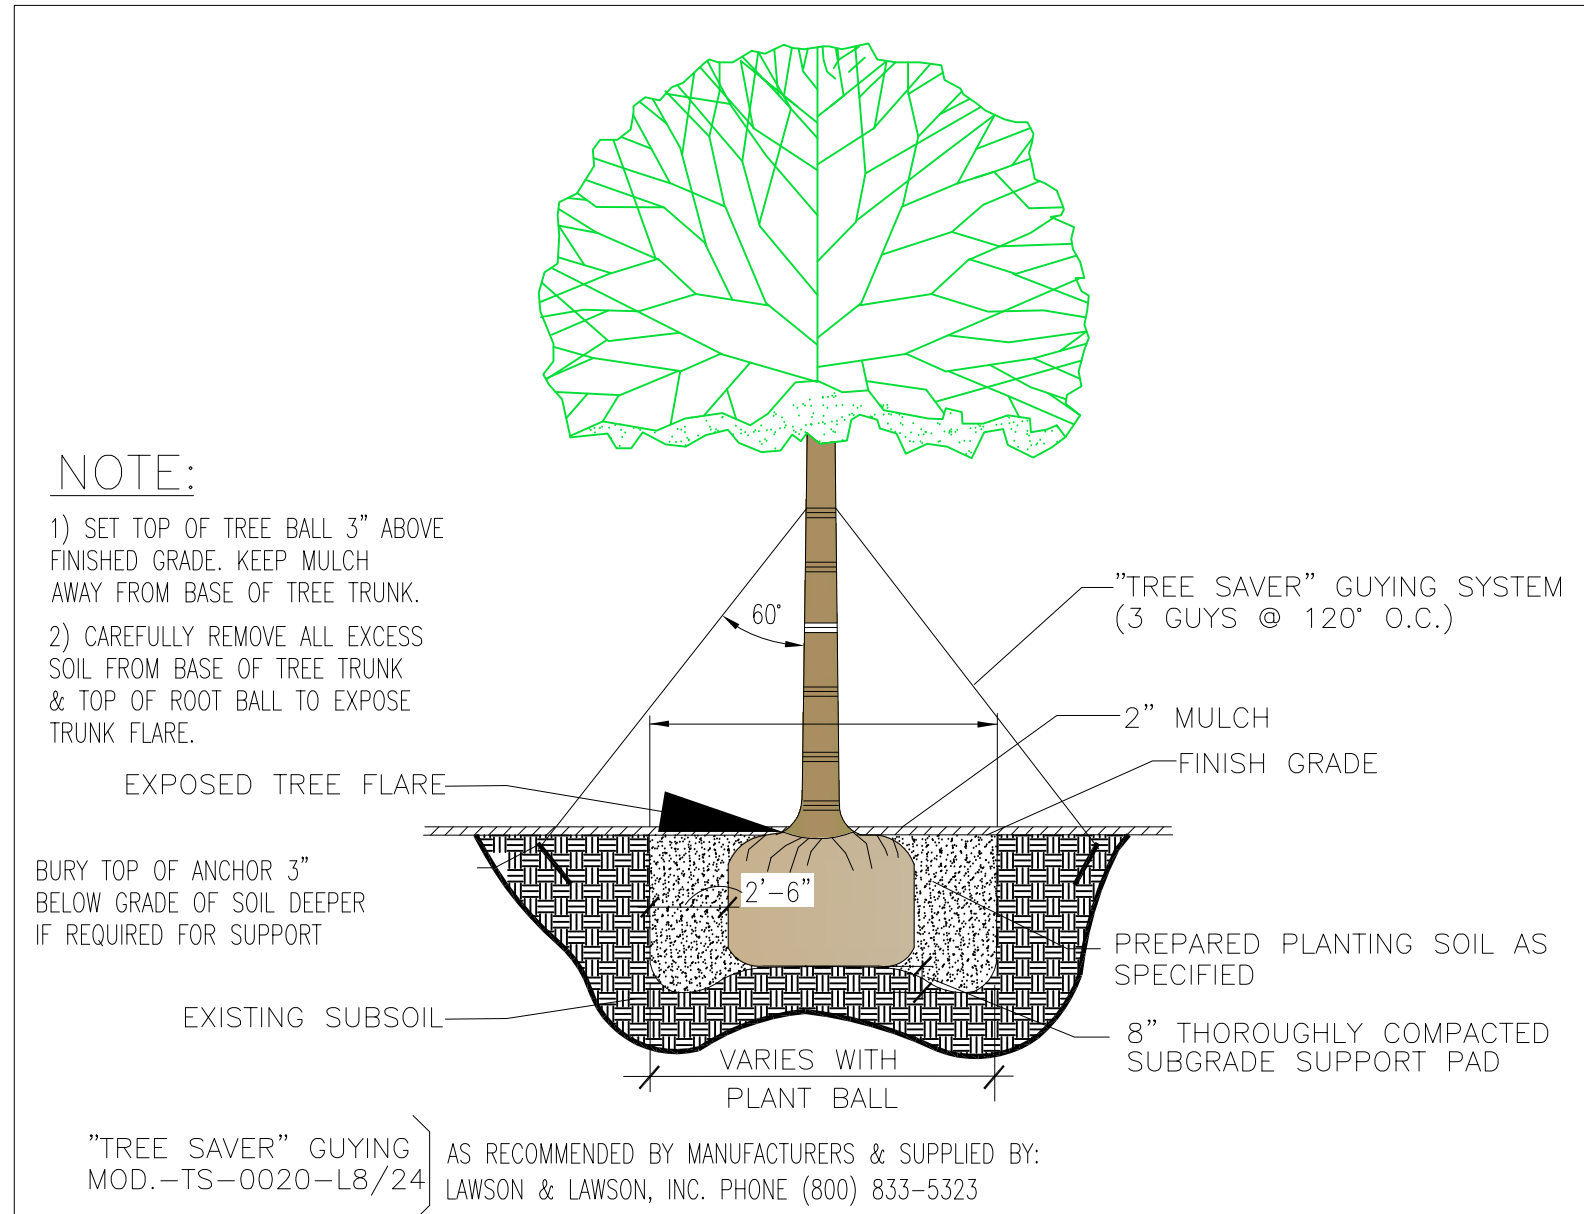 NOTE:
1) SET TOP OF TREE BALL 3" ABOVE
FINISHED GRADE. KEEP MULCH
AWAY FROM BASE OF TREE TRUNK.
2) CAREFULLY REMOVE ALL EXCESS
SOIL FROM BASE OF TREE TRUNK
& TOP OF ROOT BALL TO EXPOSE
TRUNK FLARE.
EXPOSED TREE FLARE
BURY TOP OF ANCHOR 3"
BELOW GRADE OF SOIL DEEPER
IF REQUIRED FOR SUPPORT
EXISTING SUBSOIL
60°
2'-6"
"TREE SAVER" GUYING SYSTEM
(3 GUYS @ 120° O.C.)
2" MULCH
FINISH GRADE
PREPARED PLANTING SOIL AS
SPECIFIED
8" THOROUGHLY COMPACTED
SUBGRADE SUPPORT PAD
VARIES WITH
PLANT BALL
"TREE SAVER" GUYING
MOD.-TS-0020-L8/24
AS RECOMMENDED BY MANUFACTURERS & SUPPLIED BY:
LAWSON & LAWSON, INC. PHONE (800) 833-5323